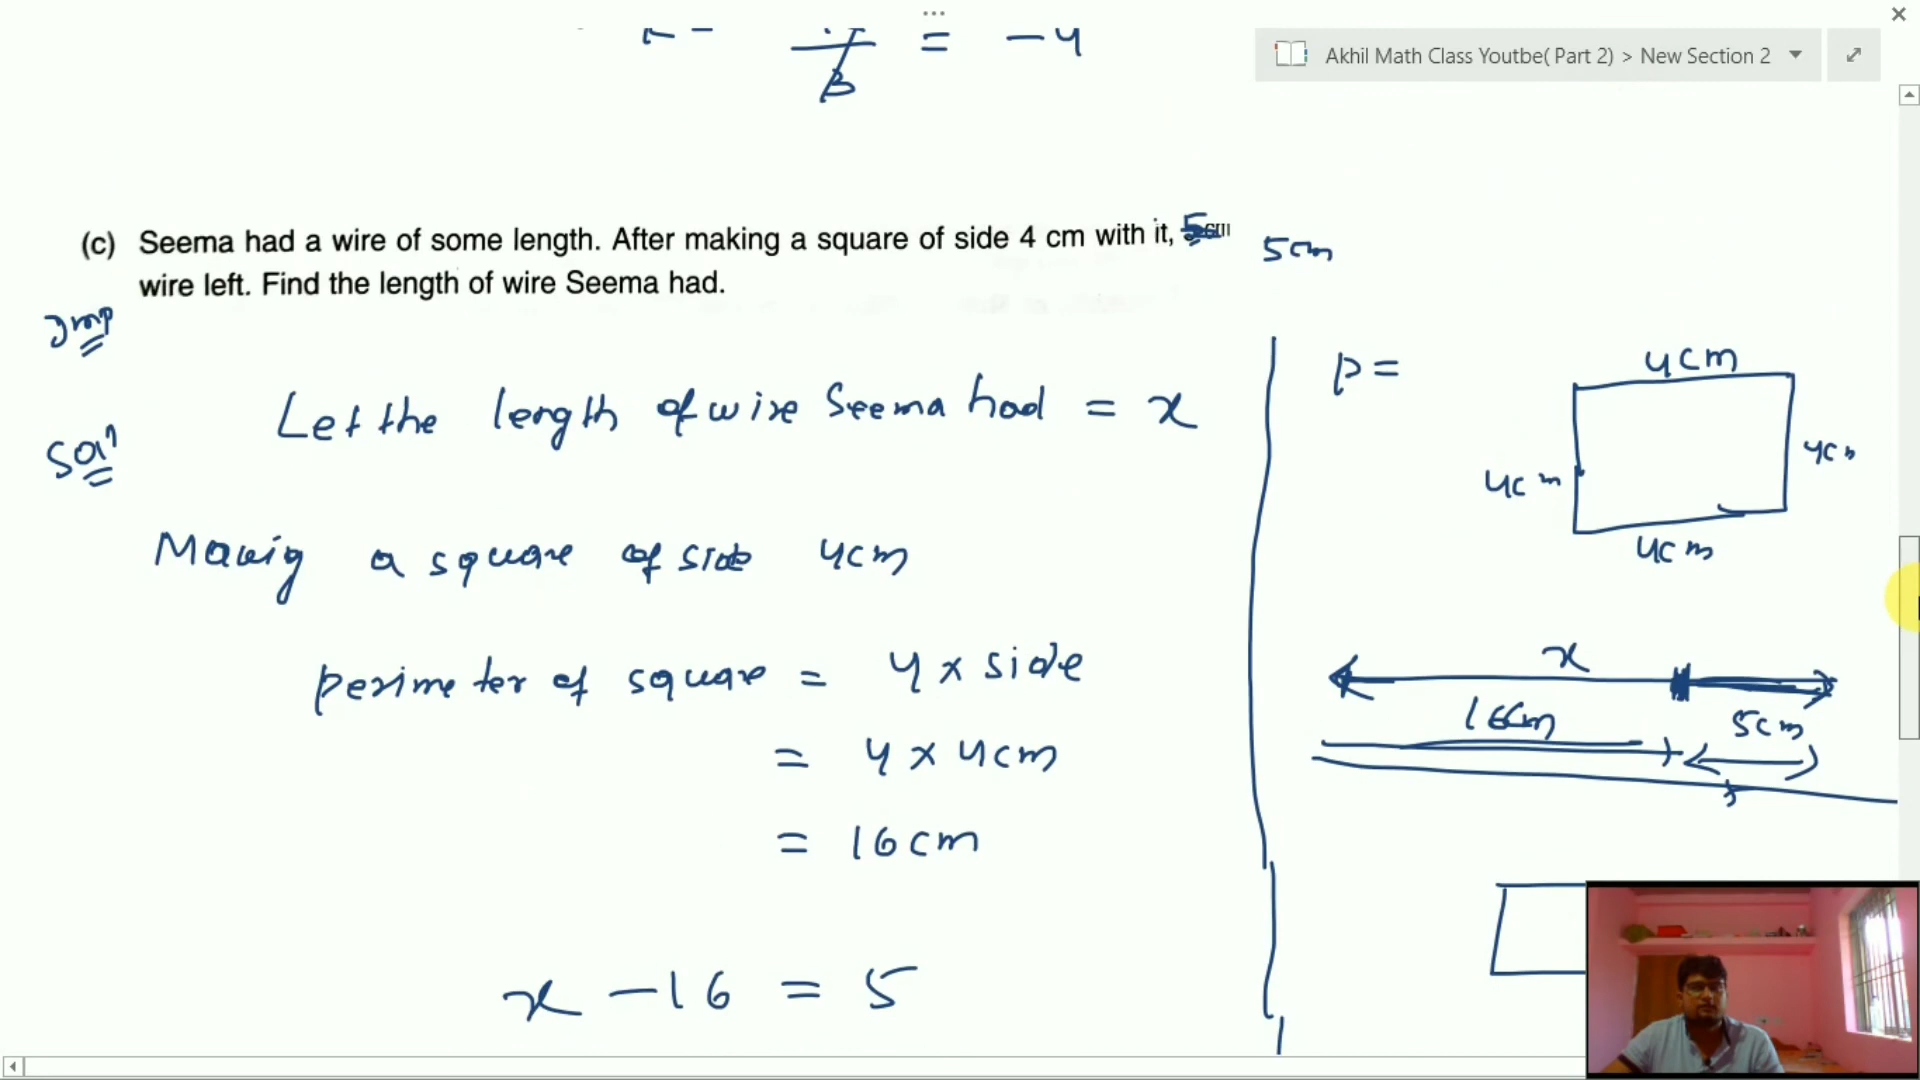 = -4
Akhil Math Class Youtbe( Part 2) > New Section 2
(c) Seema had a wire of some length. After making a square of side 4 cm with it, 5cm
5cm
wire left. Find the length of wire Seema had.
Imp
Soln
Let the length of wire Seema had = x
Making a square of side 4cm
perimeter of square = 4 x side
= 4 x 4cm
= 16cm
x - 16 = 5
P =
4cm
4cm
4cm
4cm
x
16cm
5cm